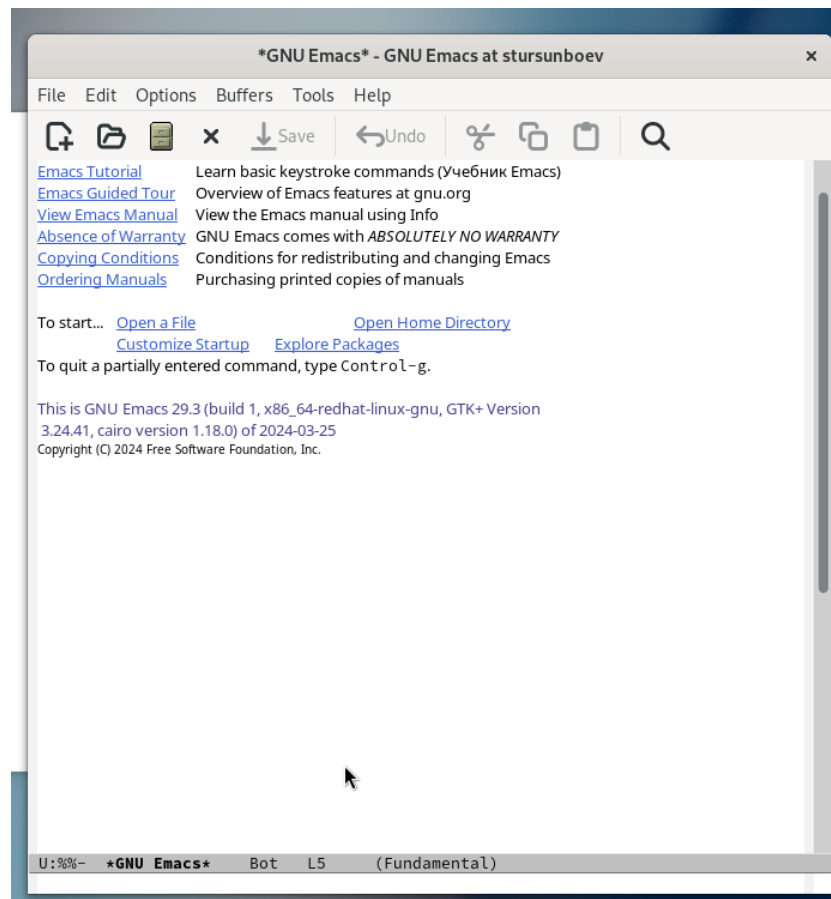 *GNU Emacs* - GNU Emacs at stursunboev
File Edit Options Buffers Tools Help
Save Undo
Emacs Tutorial Learn basic keystroke commands (Учебник Emacs)
Emacs Guided Tour Overview of Emacs features at gnu.org
View Emacs Manual View the Emacs manual using Info
Absence of Warranty GNU Emacs comes with ABSOLUTELY NO WARRANTY
Copying Conditions Conditions for redistributing and changing Emacs
Ordering Manuals Purchasing printed copies of manuals
To start... Open a File Open Home Directory
Customize Startup Explore Packages
To quit a partially entered command, type Control-g.
This is GNU Emacs 29.3 (build 1, x86_64-redhat-linux-gnu, GTK+ Version
3.24.41, cairo version 1.18.0) of 2024-03-25
Copyright (C) 2024 Free Software Foundation, Inc.
U:%%- *GNU Emacs* Bot L5 (Fundamental)